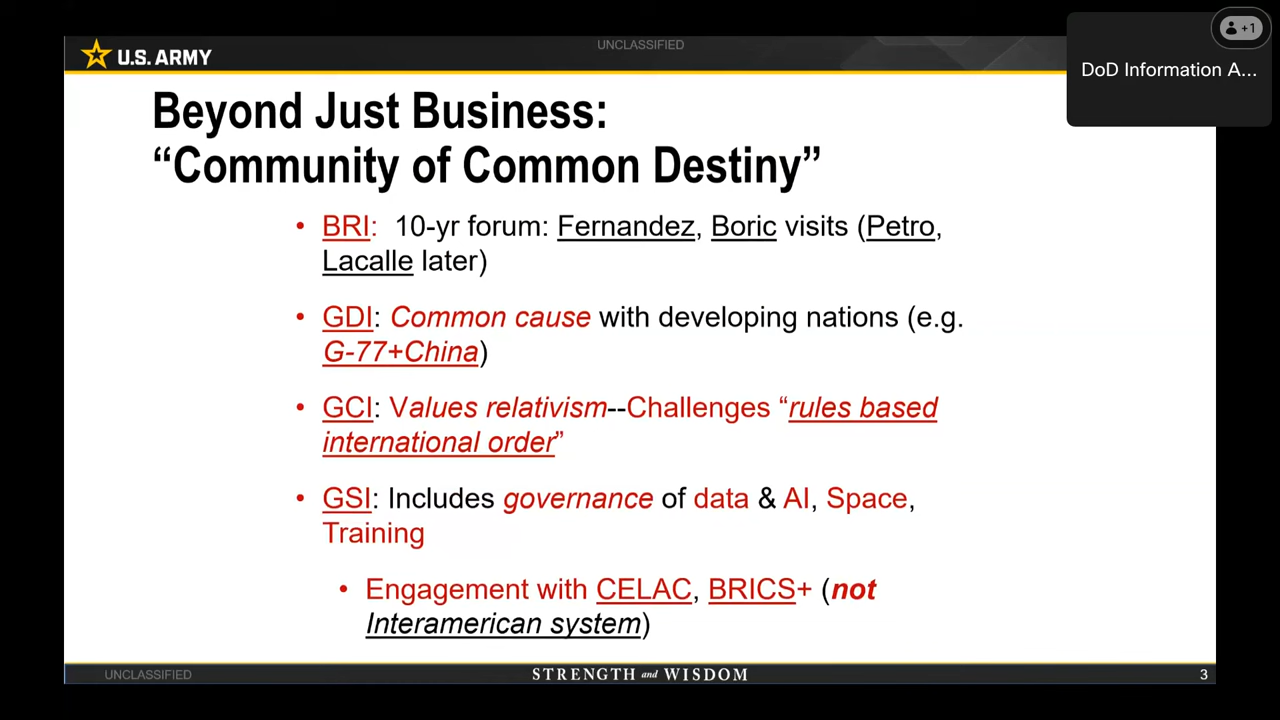 UNCLASSIFIED
+1
U.S. ARMY
DoD Information A...
Beyond Just Business:
“Community of Common Destiny”
• BRI: 10-yr forum: Fernandez, Boric visits (Petro,
Lacalle later)
• GDI: Common cause with developing nations (e.g.
G-77+China)
• GCI: Values relativism--Challenges “rules based
international order”
• GSI: Includes governance of data & AI, Space,
Training
• Engagement with CELAC, BRICS+ (not
Interamerican system)
UNCLASSIFIED
STRENGTH and WISDOM
3